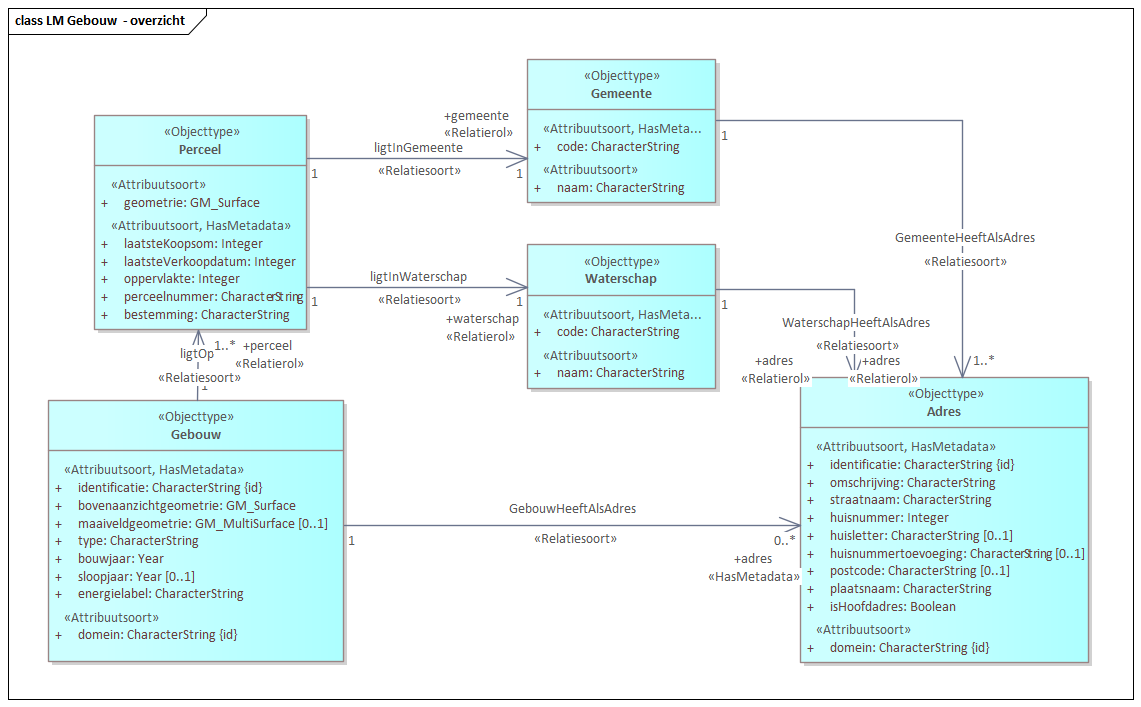 class LM Gebouw - overzicht
«Objecttype»
Perceel
«Attribuutsoort»
+ geometrie: GM_Surface
«Attribuutsoort, HasMetadata»
+ laatsteKoopsom: Integer
+ laatsteVerkoopdatum: Integer
+ oppervlakte: Integer
+ perceelnummer: CharacterString
+ bestemming: CharacterString
+gemeente
«Relatierol»
ligtInGemeente
«Relatiesoort»
1
1
«Objecttype»
Gemeente
«Attribuutsoort, HasMeta...
+ code: CharacterString
«Attribuutsoort»
+ naam: CharacterString
1
GemeenteHeeftAlsAdres
«Relatiesoort»
ligtInWaterschap
«Relatiesoort»
1
1
+waterschap
«Relatierol»
«Objecttype»
Waterschap
«Attribuutsoort, HasMeta...
+ code: CharacterString
«Attribuutsoort»
+ naam: CharacterString
1
WaterschapHeeftAlsAdres
«Relatiesoort»
+adres
«Relatierol»
+adres
«Relatierol»
1..*
1..*
+perceel
«Relatierol»
ligtOp
«Relatiesoort»
1
«Objecttype»
Gebouw
«Attribuutsoort, HasMetadata»
+ identificatie: CharacterString {id}
+ bovenaanzichtgeometrie: GM_Surface
+ maaiveldgeometrie: GM_MultiSurface [0..1]
+ type: CharacterString
+ bouwjaar: Year
+ sloopjaar: Year [0..1]
+ energielabel: CharacterString
«Attribuutsoort»
+ domein: CharacterString {id}
GebouwHeeftAlsAdres
«Relatiesoort»
1
0..*
+adres
«HasMetadata»
«Objecttype»
Adres
«Attribuutsoort, HasMetadata»
+ identificatie: CharacterString {id}
+ omschrijving: CharacterString
+ straatnaam: CharacterString
+ huisnummer: Integer
+ huisletter: CharacterString [0..1]
+ huisnummertoevoeging: CharacterString [0..1]
+ postcode: CharacterString [0..1]
+ plaatsnaam: CharacterString
+ isHoofdadres: Boolean
«Attribuutsoort»
+ domein: CharacterString {id}